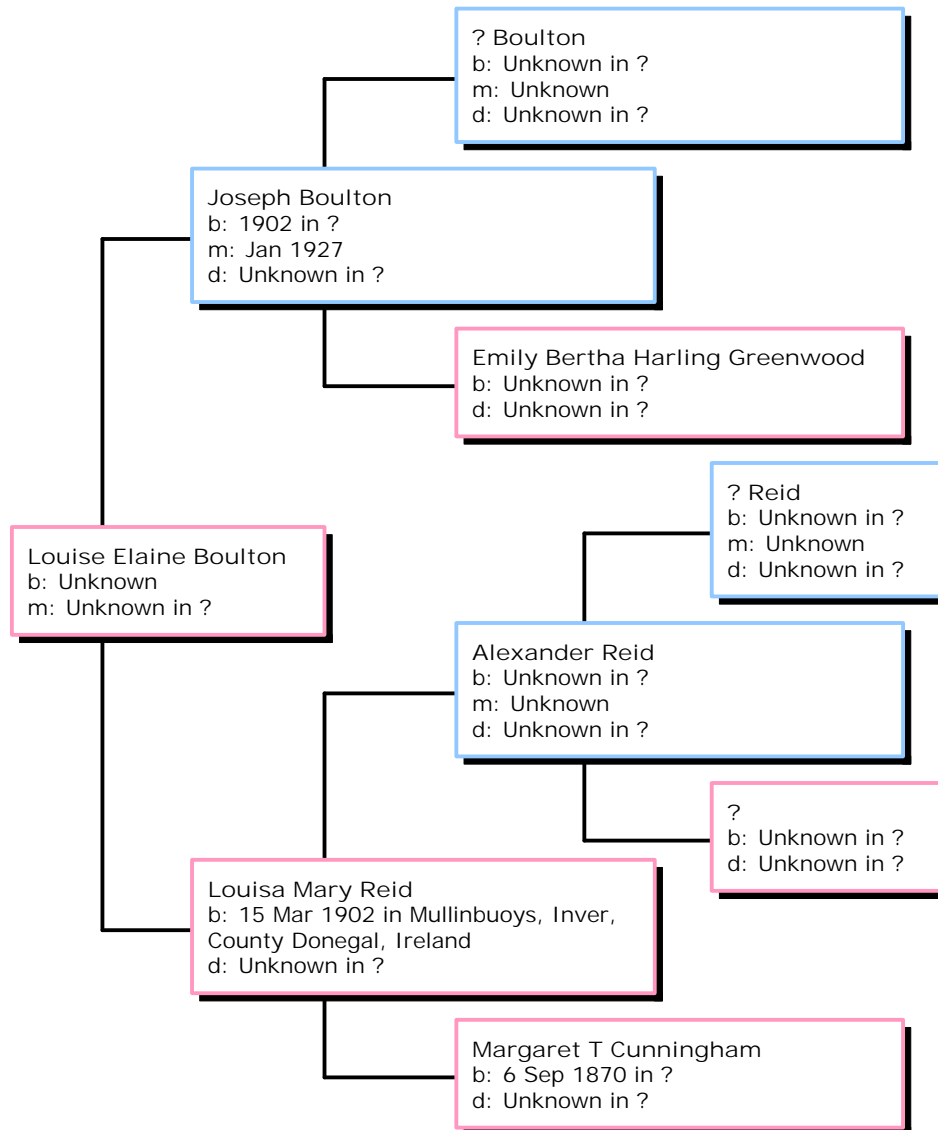 ? Boulton
b: Unknown in ?
m: Unknown
d: Unknown in ?
Joseph Boulton
b: 1902 in ?
m: Jan 1927
d: Unknown in ?
Emily Bertha Harling Greenwood
b: Unknown in ?
d: Unknown in ?
? Reid
b: Unknown in ?
m: Unknown
d: Unknown in ?
Louise Elaine Boulton
b: Unknown
m: Unknown in ?
Alexander Reid
b: Unknown in ?
m: Unknown
d: Unknown in ?
?
b: Unknown in ?
d: Unknown in ?
Louisa Mary Reid
b: 15 Mar 1902 in Mullinbuoys, Inver,
County Donegal, Ireland
d: Unknown in ?
Margaret T Cunningham
b: 6 Sep 1870 in ?
d: Unknown in ?